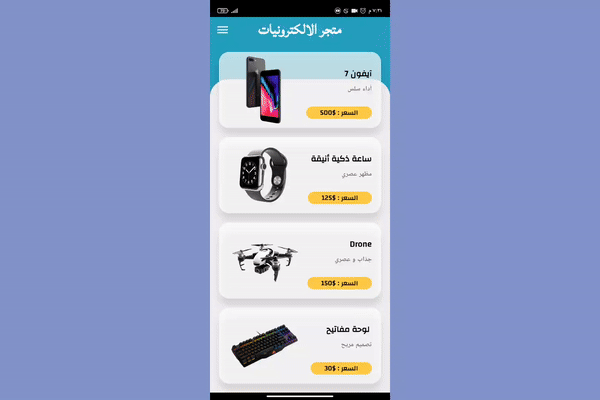 ٧:٣١ م
متجر الالكترونيات
آيفون 7
اداء سلس
السعر : $500
ساعة ذكية أنيقة
مظهر عصري
السعر : $125
Drone
جذاب و عصري
السعر : $150
لوحة مفاتيح
تصميم مريح
السعر : $30